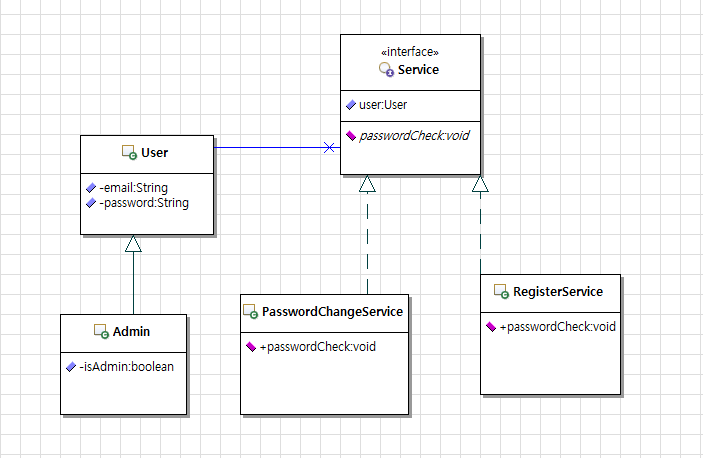 «interface»
Service
user:User
passwordCheck:void
User
-email:String
-password:String
Admin
-isAdmin:boolean
PasswordChangeService
+passwordCheck:void
RegisterService
+passwordCheck:void